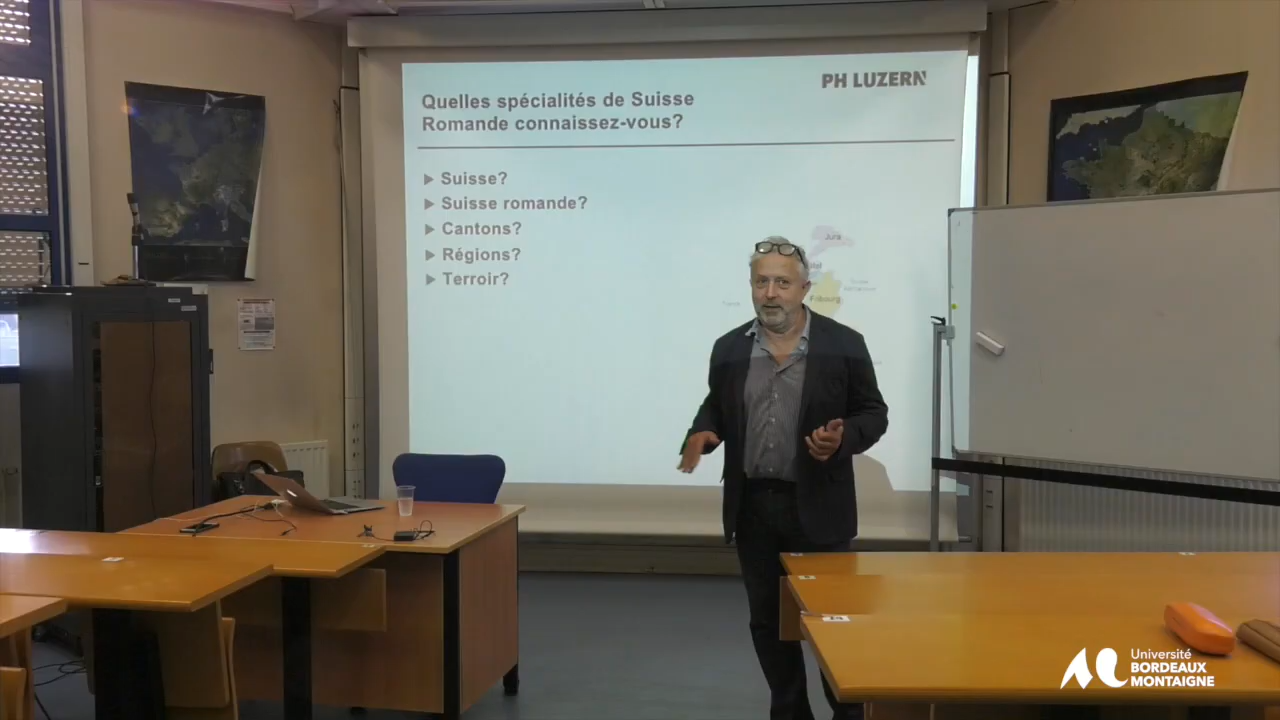 PH LUZERN
Quelles spécialités de Suisse
Romande connaissez-vous?
Suisse?
Suisse romande?
Cantons?
Régions?
Terroir?
Jura
Fribourg
Université
BORDEAUX
MONTAIGNE